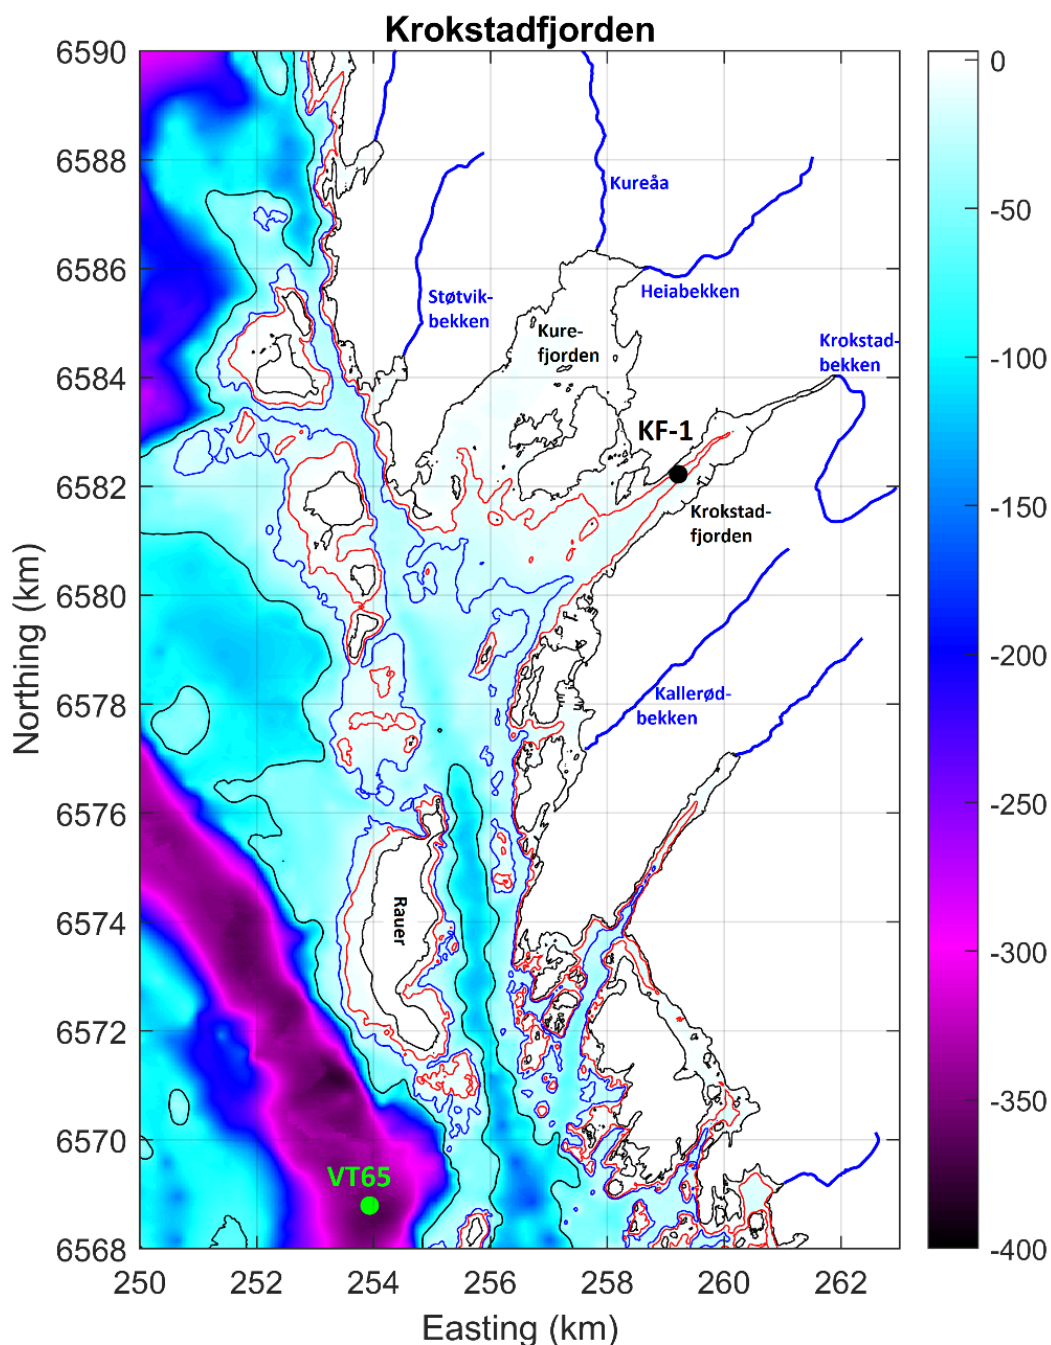 Krokstadfjorden
6590
6588
6586
6584
6582
6580
6578
6576
6574
6572
6570
6568
Northing (km)
250
252
254
256
258
260
262
Easting (km)
0
-50
-100
-150
-200
-250
-300
-350
-400
Kureåa
Støtvik-
bekken
Heiabekken
Kure-
fjorden
Krokstad-
bekken
KF-1
Krokstad-
fjorden
Kallerød-
bekken
Rauer
VT65